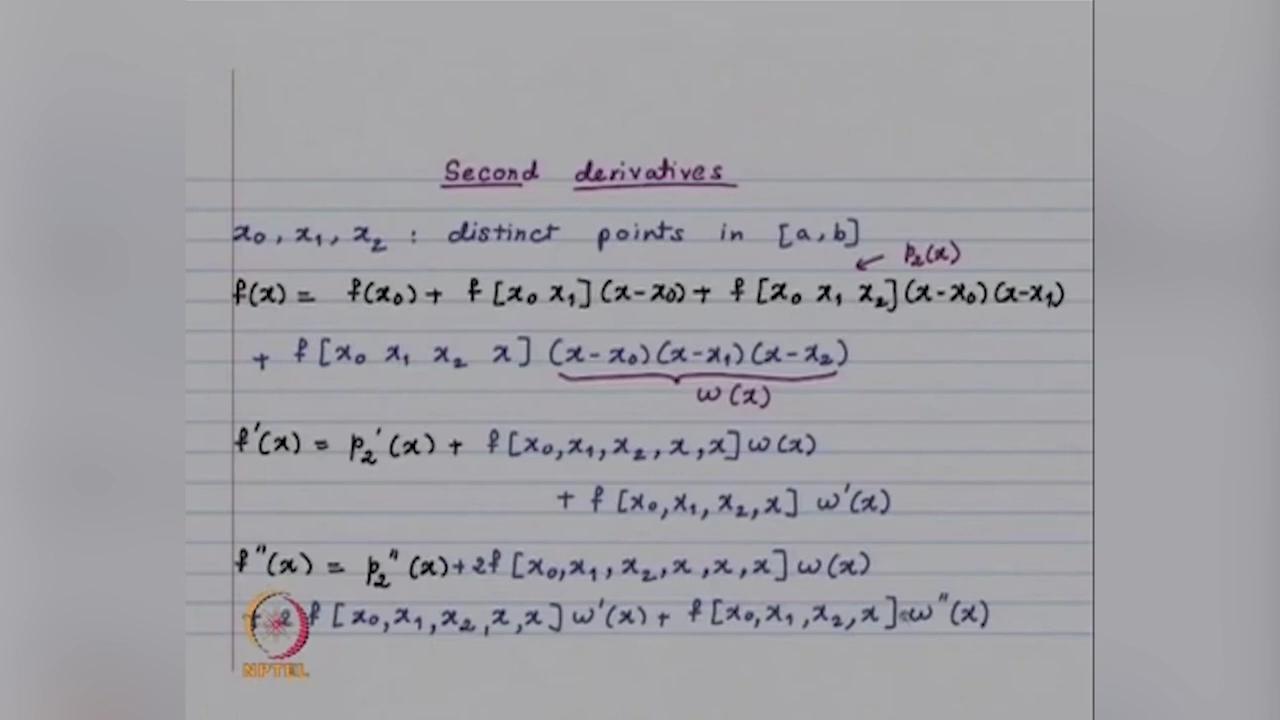 Second derivatives
x₀, x₁, x₂ : distinct points in [a,b]
p₂(x)
f(x) = f(x₀) + f [x₀ x₁] (x-x₀) + f [x₀ x₁ x₂] (x-x₀) (x-x₁)
+ f [x₀ x₁ x₂ x] (x-x₀) (x-x₁) (x-x₂)
ω(x)
f'(x) = p₂'(x) + f [x₀,x₁,x₂,x,x] ω(x)
+ f [x₀,x₁,x₂,x] ω'(x)
f''(x) = p₂''(x) + 2f [x₀,x₁,x₂,x,x,x] ω(x)
+ 2 f [x₀,x₁,x₂,x,x] ω'(x) + f [x₀,x₁,x₂,x] ω''(x)
NPTEL